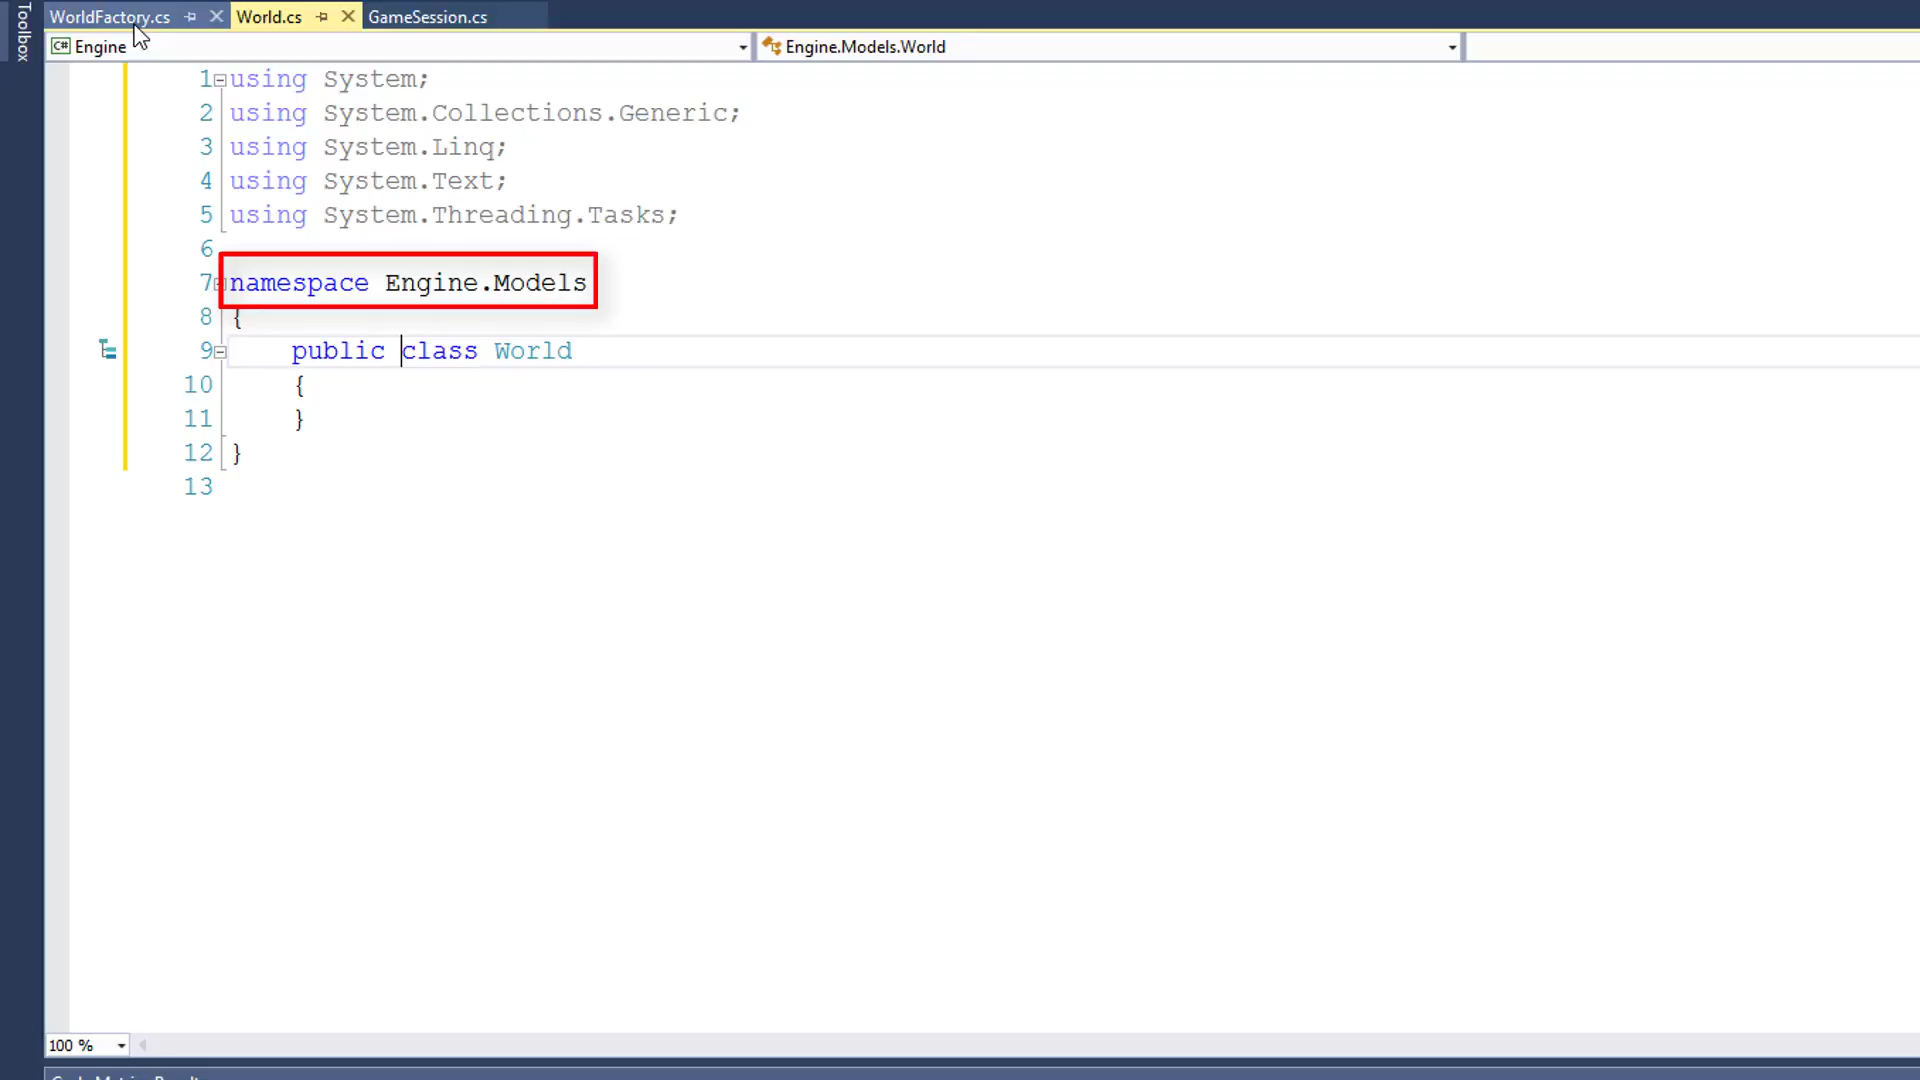 Toolbox
WorldFactory.cs World.cs GameSession.cs
C# Engine Engine.Models.World
1 using System;
2 using System.Collections.Generic;
3 using System.Linq;
4 using System.Text;
5 using System.Threading.Tasks;
6
7 namespace Engine.Models
8 {
9 public class World
10 {
11 }
12 }
13
100 %